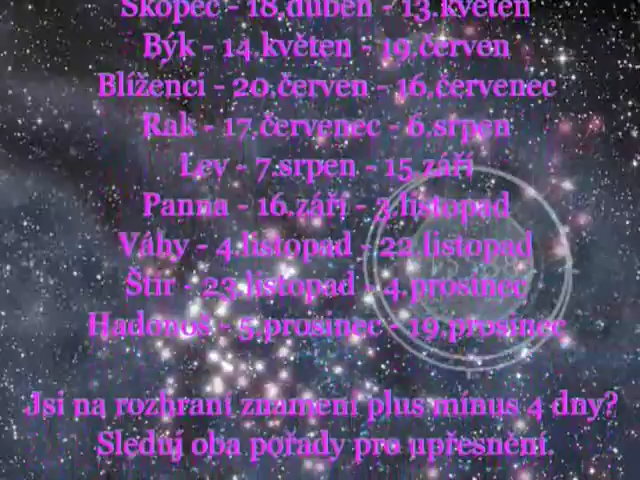 Skopec - 18.duben - 13.květen
Býk - 14.květen - 19.červen
Blíženci - 20.červen - 16.červenec
Rak - 17.červenec - 6.srpen
Lev - 7.srpen - 15.září
Panna - 16.září - 3.listopad
Váhy - 4.listopad - 22.listopad
Štír - 23.listopad - 4.prosinec
Hadonoš - 5.prosinec - 19.prosinec
Jsi na rozhraní znamení plus mínus 4 dny?
Sleduj oba pořady pro upřesnění.